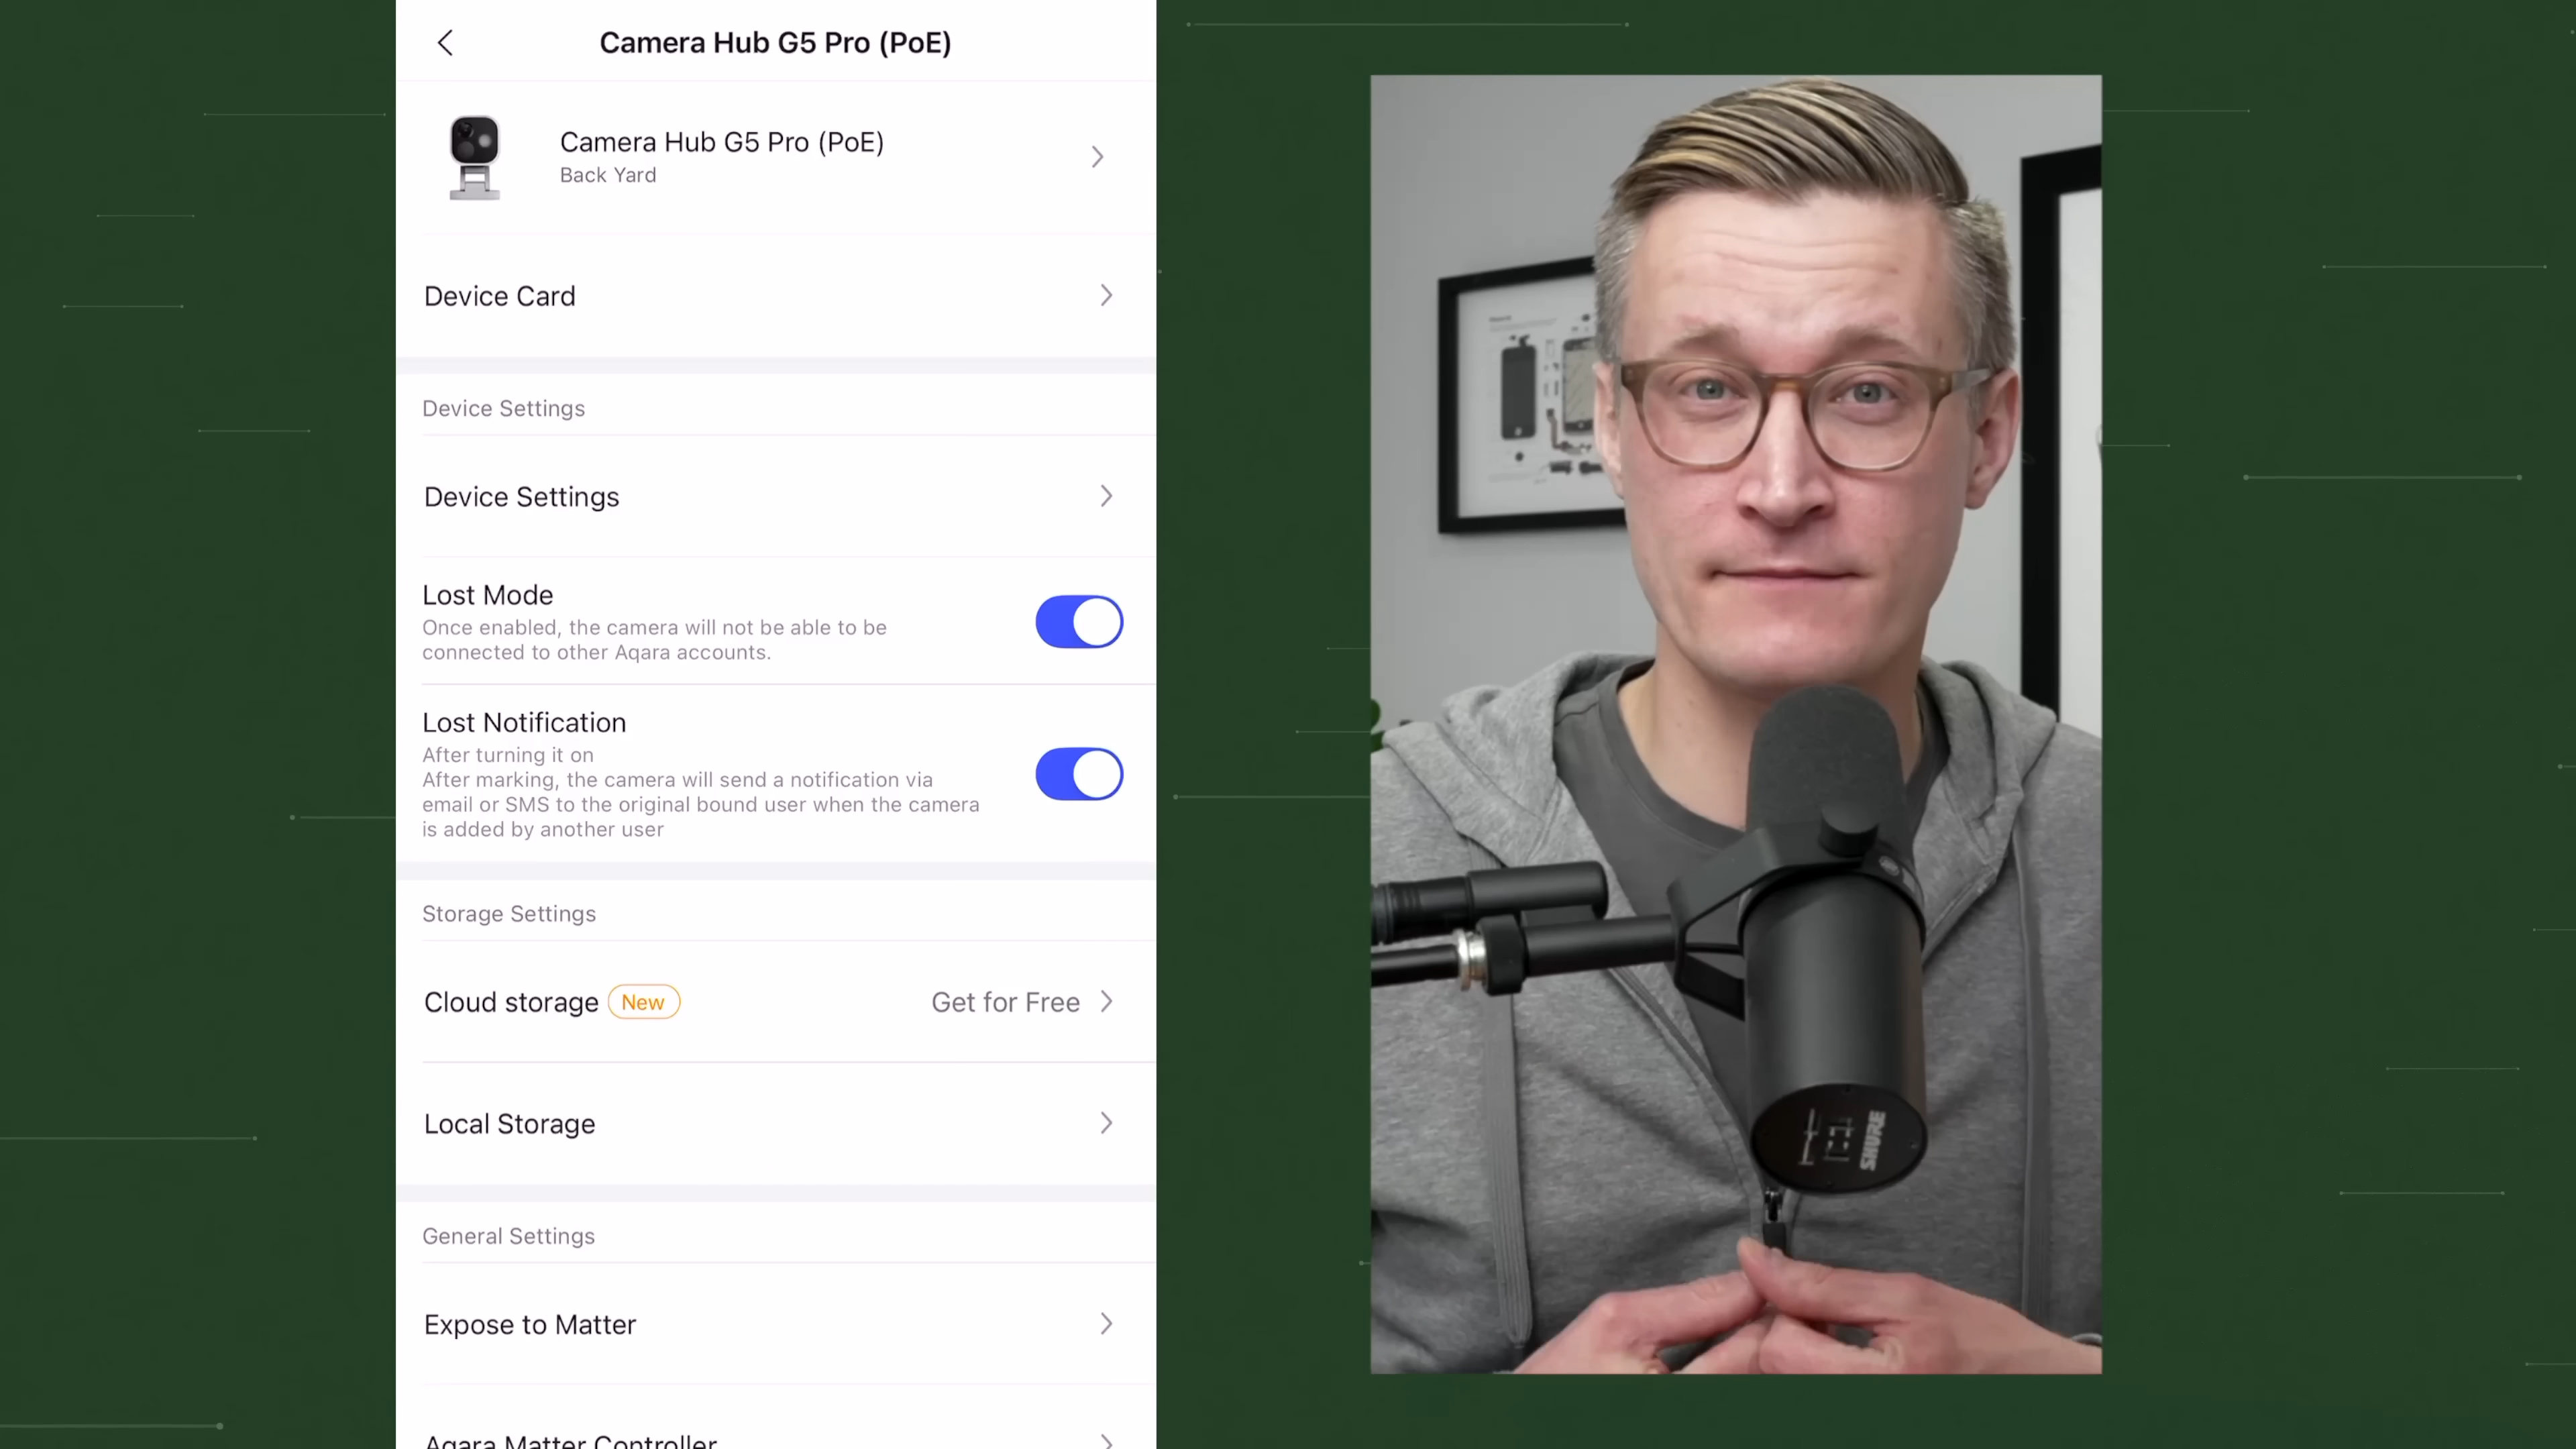 Camera Hub G5 Pro (PoE)
Camera Hub G5 Pro (PoE)
Back Yard
Device Card
Device Settings
Device Settings
Lost Mode
Once enabled, the camera will not be able to be
connected to other Aqara accounts.
Lost Notification
After turning it on
After marking, the camera will send a notification via
email or SMS to the original bound user when the camera
is added by another user
Storage Settings
Cloud storage New Get for Free
Local Storage
General Settings
Expose to Matter
Aqara Matter Controller
SHURE